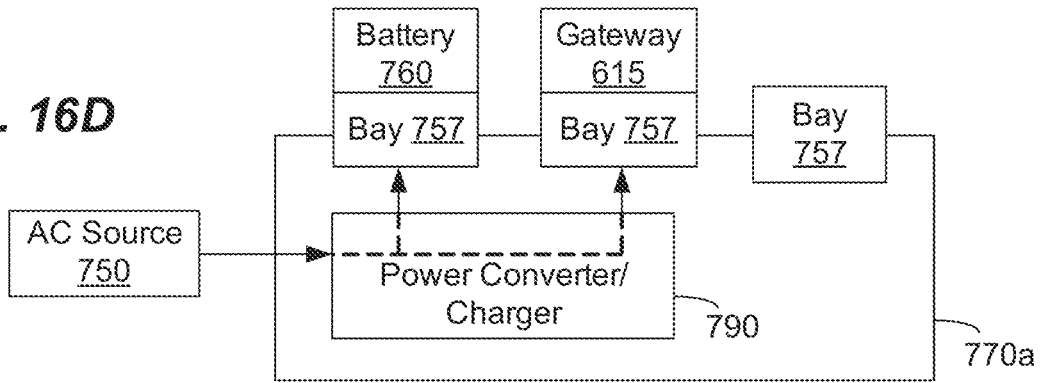 . 16D
Battery
760
Bay 757
Gateway
615
Bay 757
Bay
757
AC Source
750
Power Converter/
Charger
790
770a